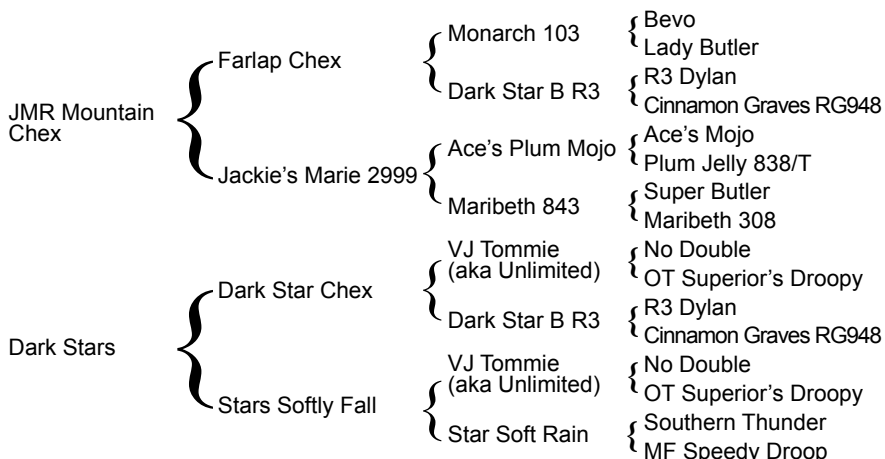 Bevo
Monarch 103
Lady Butler
Farlap Chex
R3 Dylan
Dark Star B R3
Cinnamon Graves RG948
JMR Mountain
Chex
Ace’s Mojo
Ace’s Plum Mojo
Plum Jelly 838/T
Jackie’s Marie 2999
Super Butler
Maribeth 843
Maribeth 308
VJ Tommie
(aka Unlimited)
No Double
OT Superior’s Droopy
Dark Star Chex
R3 Dylan
Dark Star B R3
Cinnamon Graves RG948
Dark Stars
VJ Tommie
(aka Unlimited)
No Double
OT Superior’s Droopy
Stars Softly Fall
Southern Thunder
Star Soft Rain
MF Speedy Droop